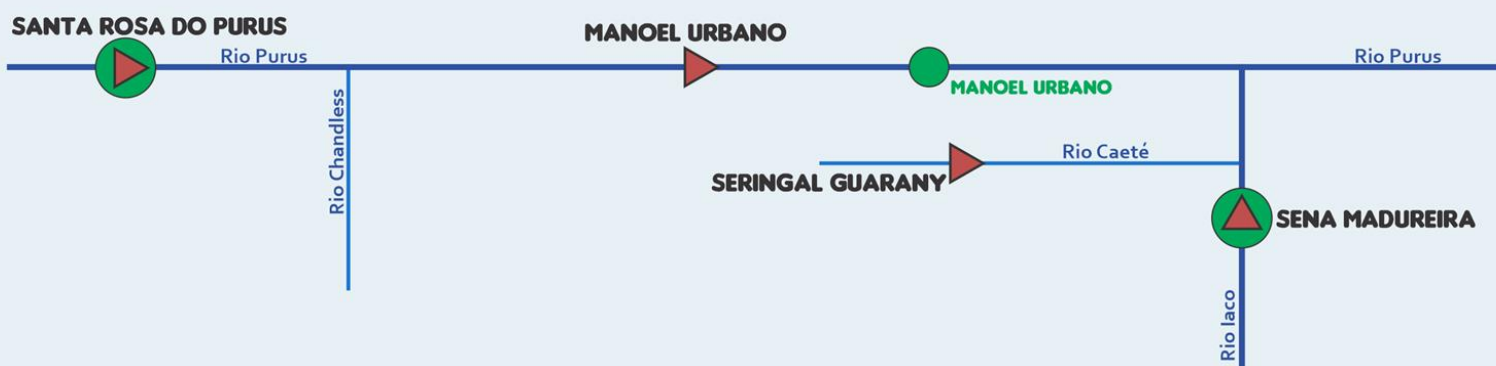 SANTA ROSA DO PURUS
MANOEL URBANO
Rio Purus
Rio Purus
MANOEL URBANO
Rio Chandless
Rio Caeté
SERINGAL GUARANY
SENA MADUREIRA
Rio Iaco